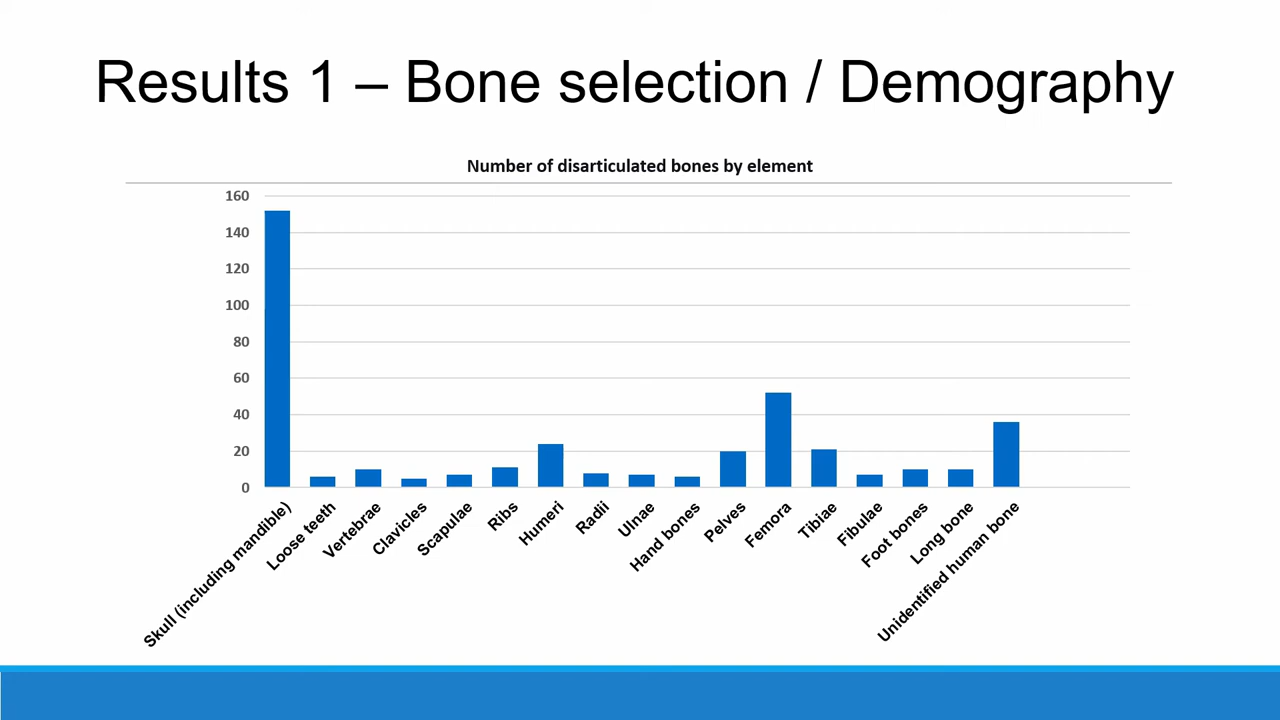 Results 1 – Bone selection / Demography
Number of disarticulated bones by element
160
140
120
100
80
60
40
20
0
Skull (including mandible)
Loose teeth
Vertebrae
Clavicles
Scapulae
Ribs
Humeri
Radii
Ulnae
Hand bones
Pelves
Femora
Tibiae
Fibulae
Foot bones
Long bone
Unidentified human bone